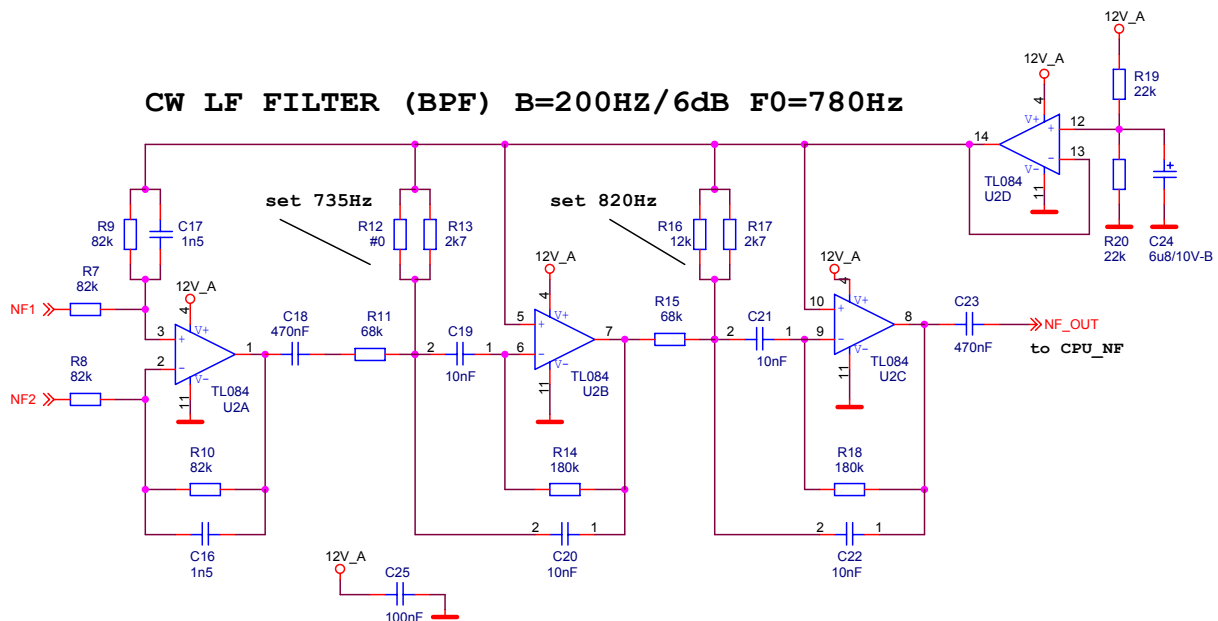 CW LF FILTER (BPF) B=200HZ/6dB F0=780Hz
12V_A
R19
22k
12V_A
4
V+
+
12
14
-
13
V-
11
TL084
U2D
R20
22k
C24
6u8/10V-B
+
set 735Hz
set 820Hz
R9
82k
C17
1n5
R12
#0
R13
2k7
R16
12k
R17
2k7
NF1
R7
82k
NF2
R8
82k
12V_A
4
V+
3
+
2
-
1
V-
11
TL084
U2A
C18
470nF
R11
68k
2
C19
1
10nF
12V_A
4
V+
5
+
6
-
7
V-
11
TL084
U2B
R15
68k
2
C21
1
10nF
12V_A
4
V+
10
+
9
-
8
V-
11
TL084
U2C
C23
470nF
NF_OUT
to CPU_NF
R10
82k
C16
1n5
R14
180k
2
1
C20
10nF
R18
180k
2
1
C22
10nF
12V_A
C25
100nF